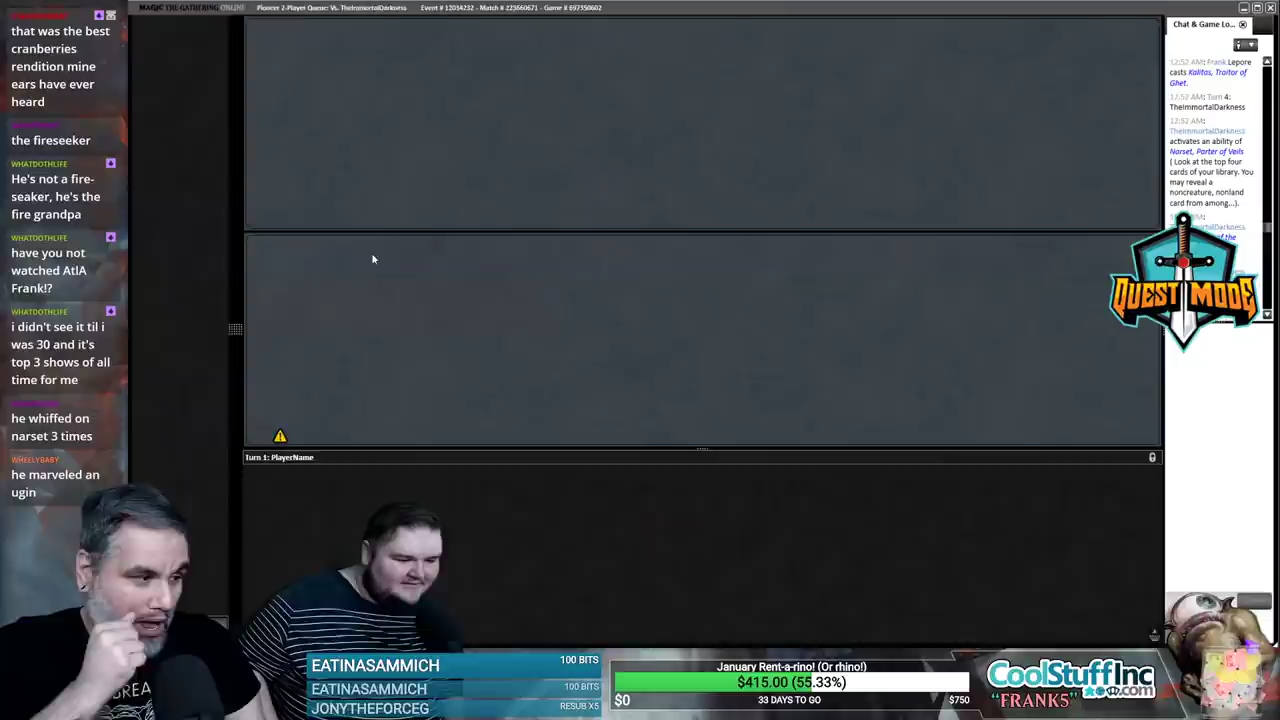 MAGIC THE GATHERING ONLINE
Pioneer 2-Player Queue: Vs. TheImmortalDarkness
Event # 12034232 - Match # 223660671 - Game # 697350602
that was the best
cranberries
rendition mine
ears have ever
heard
the fireseeker
WHATDOTHLIFE
He's not a fire-
seaker, he's the
fire grandpa
WHATDOTHLIFE
have you not
watched AtlA
Frank!?
WHATDOTHLIFE
i didn't see it til i
was 30 and it's
top 3 shows of all
time for me
he whiffed on
narset 3 times
WHEELYBABY
he marveled an
ugin
Turn 1: PlayerName
Chat & Game Lo...
12:52 AM: Frank Lepore
casts Kalitas, Traitor of
Ghet.
12:52 AM: Turn 4:
TheImmortalDarkness
12:52 AM:
TheImmortalDarkness
activates an ability of
Narset, Parter of Veils
( Look at the top four
cards of your library. You
may reveal a
noncreature, nonland
card from among...).
of the
QUEST MODE
EATINASAMMICH 100 BITS
EATINASAMMICH 100 BITS
JONYTHEFORCEG RESUB X5
January Rent-a-rino! (Or rhino!)
$415.00 (55.33%)
$0 33 DAYS TO GO $750
CoolStuffInc
.com
"FRANK5"